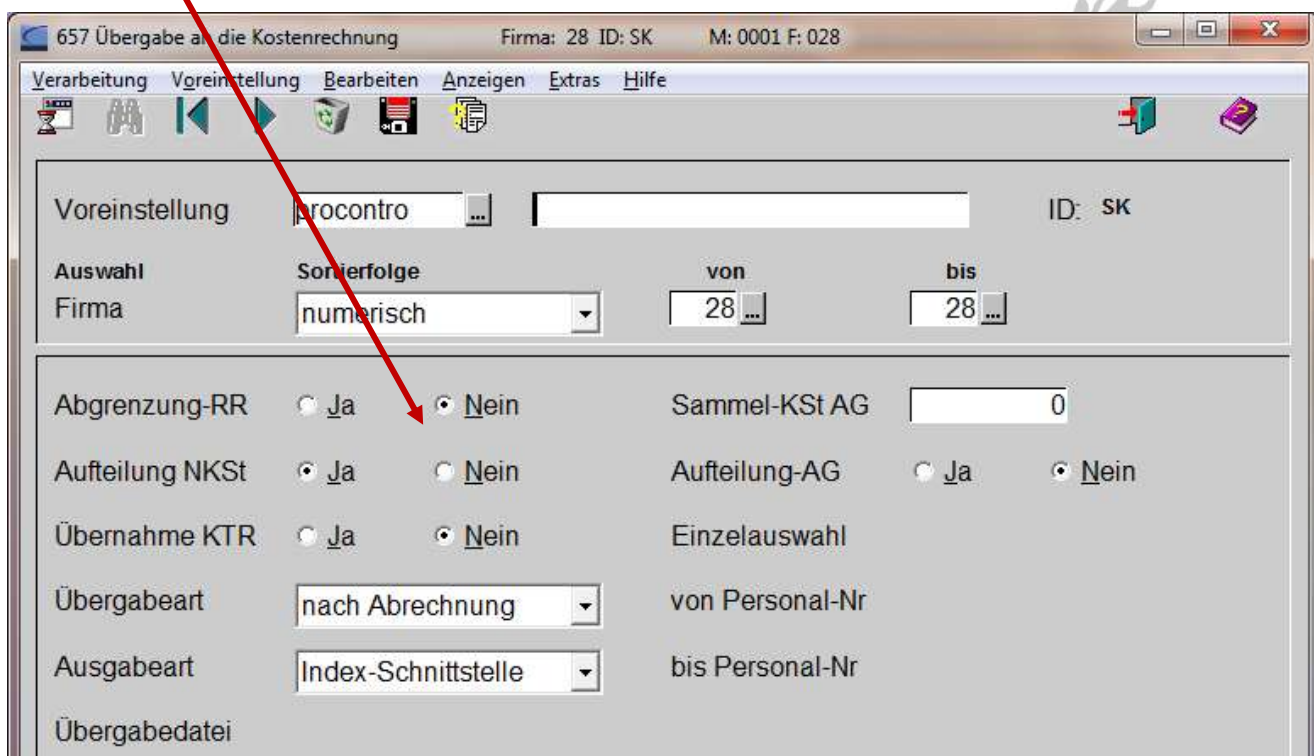 657 Übergabe an die Kostenrechnung Firma: 28 ID: SK M: 0001 F: 028
Verarbeitung Voreinstellung Bearbeiten Anzeigen Extras Hilfe
Voreinstellung procontro ... ID: SK
Auswahl Sortierfolge von bis
Firma numerisch 28 ... 28 ...
Abgrenzung-RR Ja Nein Sammel-KSt AG 0
Aufteilung NKSt Ja Nein Aufteilung-AG Ja Nein
Übernahme KTR Ja Nein Einzelauswahl
Übergabeart nach Abrechnung von Personal-Nr
Ausgabeart Index-Schnittstelle bis Personal-Nr
Übergabedatei